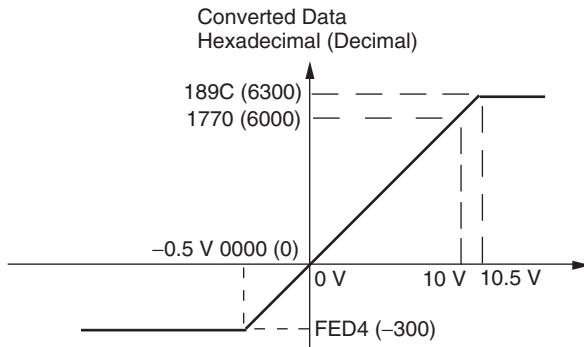 Converted Data
Hexadecimal (Decimal)
189C (6300)
1770 (6000)
−0.5 V 0000 (0)
0 V
10 V
10.5 V
FED4 (−300)